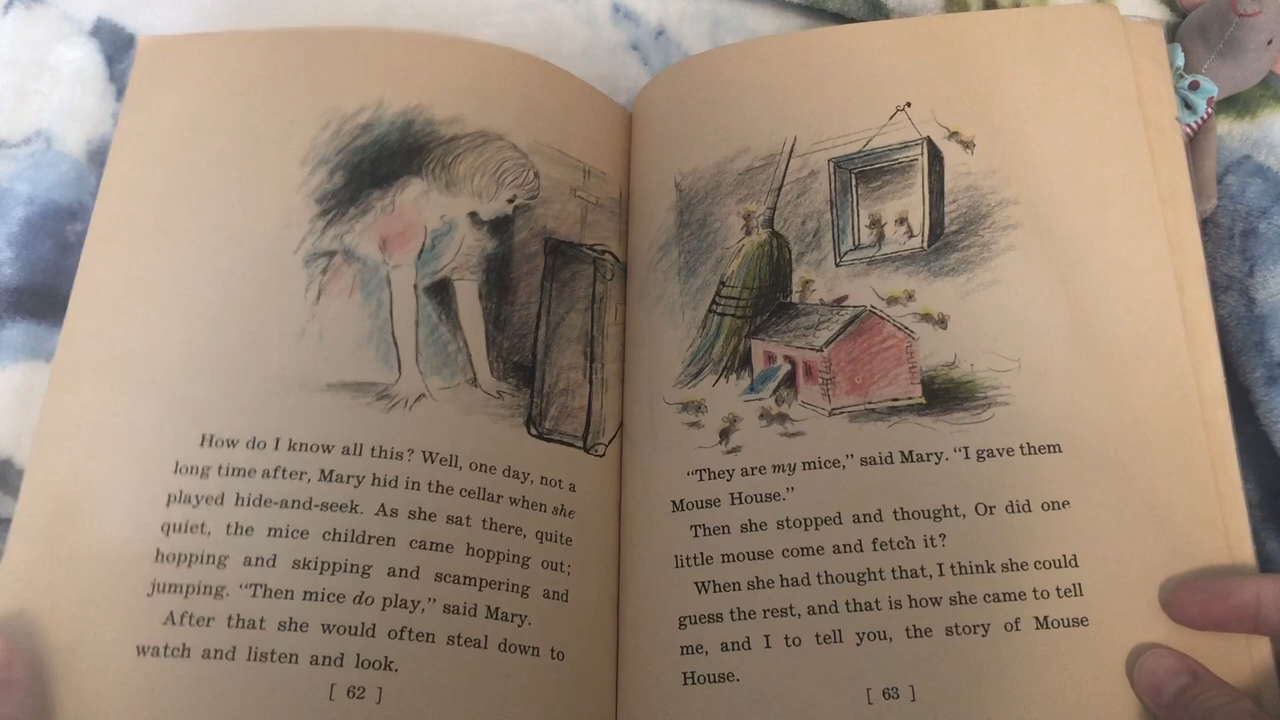 How do I know all this? Well, one day, not a
long time after, Mary hid in the cellar when she
played hide-and-seek. As she sat there, quite
quiet, the mice children came hopping out;
hopping and skipping and scampering and
jumping. “Then mice do play,” said Mary.
After that she would often steal down to
watch and listen and look.
[ 62 ]
“They are my mice,” said Mary. “I gave them
Mouse House.”
Then she stopped and thought, Or did one
little mouse come and fetch it?
When she had thought that, I think she could
guess the rest, and that is how she came to tell
me, and I to tell you, the story of Mouse
House.
[ 63 ]